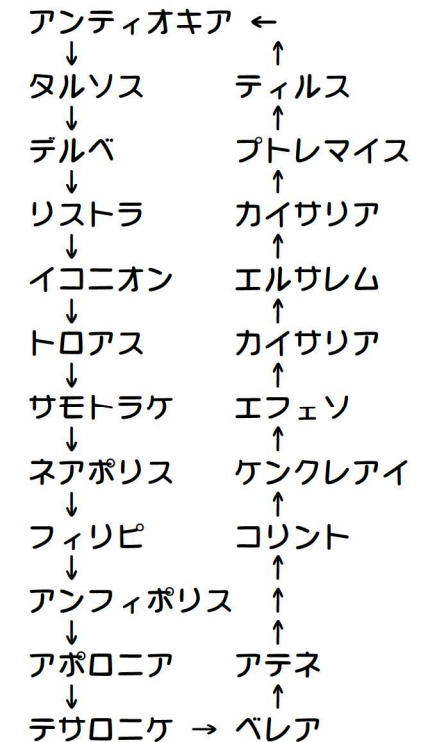 アンティオキア ←
↓ ↑
タルソス ティルス
↓ ↑
デルベ プトレマイス
↓ ↑
リストラ カイサリア
↓ ↑
イコニオン エルサレム
↓ ↑
トロアス カイサリア
↓ ↑
サモトラケ エフェソ
↓ ↑
ネアポリス ケンクレアイ
↓ ↑
フィリピ コリント
↓ ↑
アンフィポリス ↑
↓ ↑
アポロニア アテネ
↓ ↑
テサロニケ → ベレア